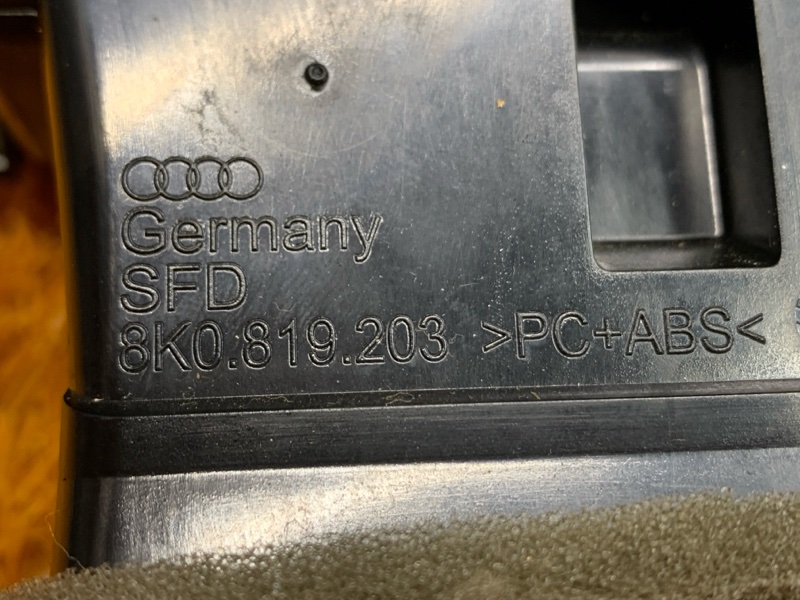 Germany
SFD
8K0.819.203 >PC+ABS<